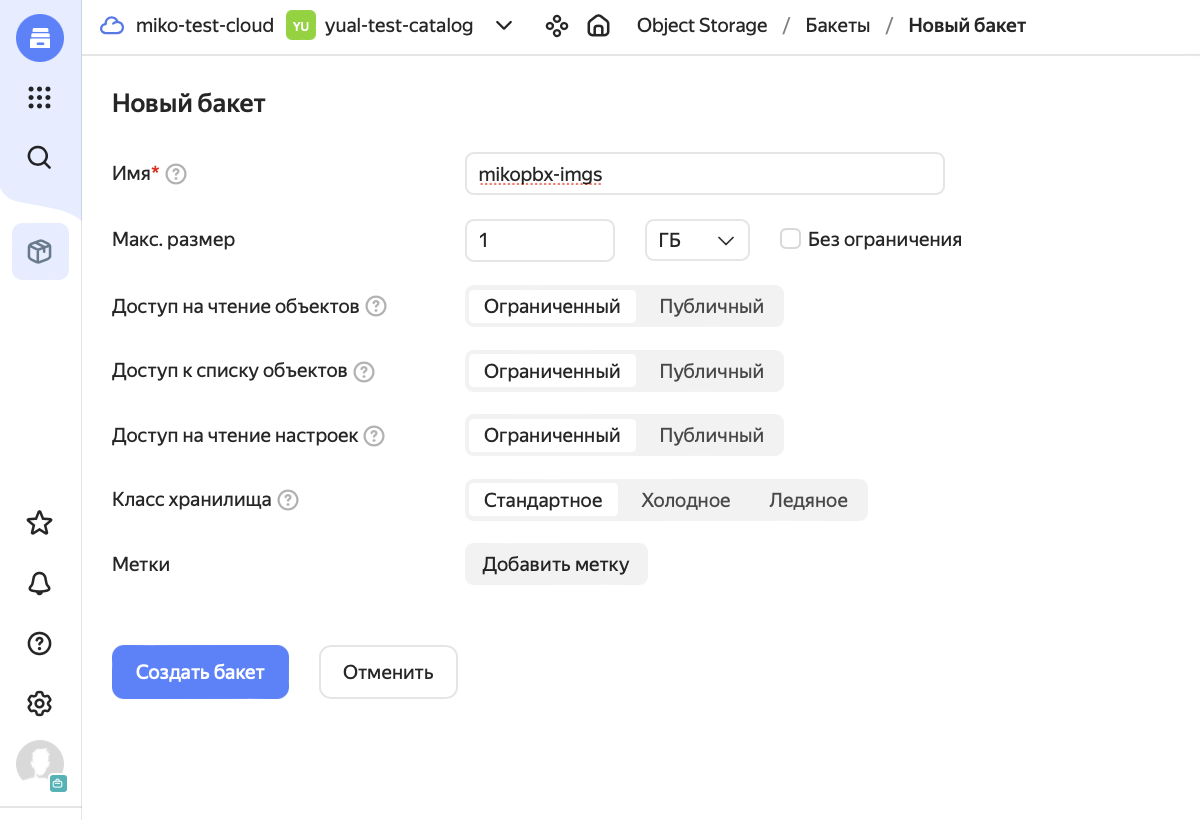 miko-test-cloud YU yual-test-catalog Object Storage / Бакеты / Новый бакет
Новый бакет
Имя* mikopbx-imgs
Макс. размер 1 ГБ Без ограничения
Доступ на чтение объектов Ограниченный Публичный
Доступ к списку объектов Ограниченный Публичный
Доступ на чтение настроек Ограниченный Публичный
Класс хранилища Стандартное Холодное Ледяное
Метки Добавить метку
Создать бакет Отменить